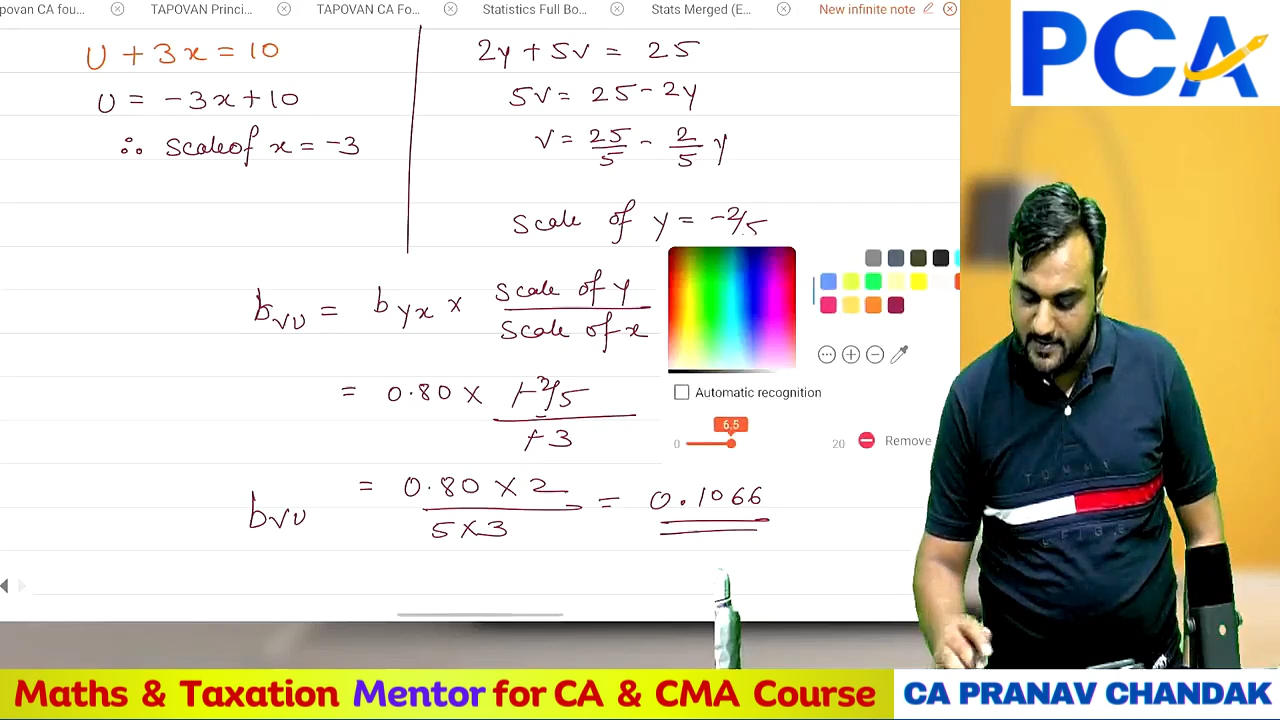 apovan CA fou...
TAPOVAN Princi...
TAPOVAN CA Fo...
Statistics Full Bo...
Stats Merged (E...
New infinite note
PCA
U + 3x = 10
U = -3x+10
∴ scale of x = -3
2y + 5v = 25
5v = 25 - 2y
v = 25/5 - 2/5 y
scale of y = -2/5
bvu = byx × scale of y / scale of x
= 0.80 × -2/5 / -3
bvu = 0.80 × 2 / 5×3 = 0.1066
Automatic recognition
6.5
0 20
Remove
TOMMY
HILFIGER
Maths & Taxation Mentor for CA & CMA Course
CA PRANAV CHANDAK